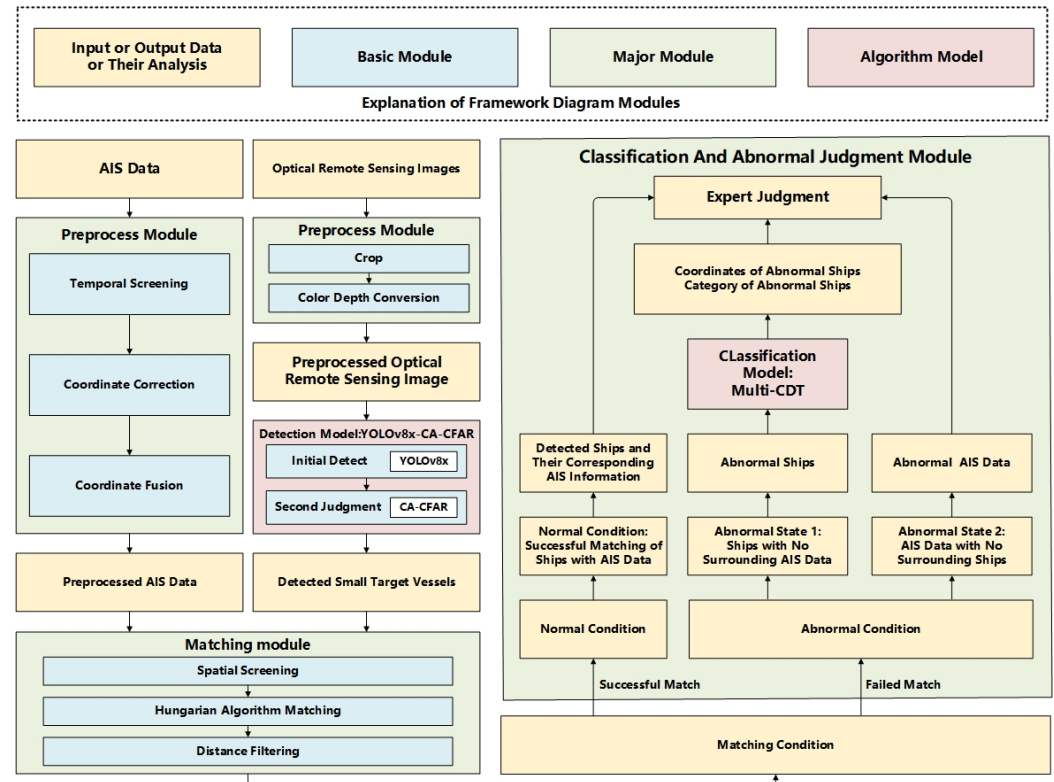 Input or Output Data
or Their Analysis
Basic Module
Major Module
Algorithm Model
Explanation of Framework Diagram Modules
AIS Data
Preprocess Module
Temporal Screening
Coordinate Correction
Coordinate Fusion
Preprocessed AIS Data
Optical Remote Sensing Images
Preprocess Module
Crop
Color Depth Conversion
Preprocessed Optical
Remote Sensing Image
Detection Model:YOLOv8x-CA-CFAR
Initial Detect YOLOv8x
Second Judgment CA-CFAR
Detected Small Target Vessels
Matching module
Spatial Screening
Hungarian Algorithm Matching
Distance Filtering
Classification And Abnormal Judgment Module
Expert Judgment
Coordinates of Abnormal Ships
Category of Abnormal Ships
CLassification
Model:
Multi-CDT
Detected Ships and
Their Corresponding
AIS Information
Abnormal Ships
Abnormal AIS Data
Normal Condition:
Successful Matching of
Ships with AIS Data
Abnormal State 1:
Ships with No
Surrounding AIS Data
Abnormal State 2:
AIS Data with No
Surrounding Ships
Normal Condition
Abnormal Condition
Successful Match
Failed Match
Matching Condition